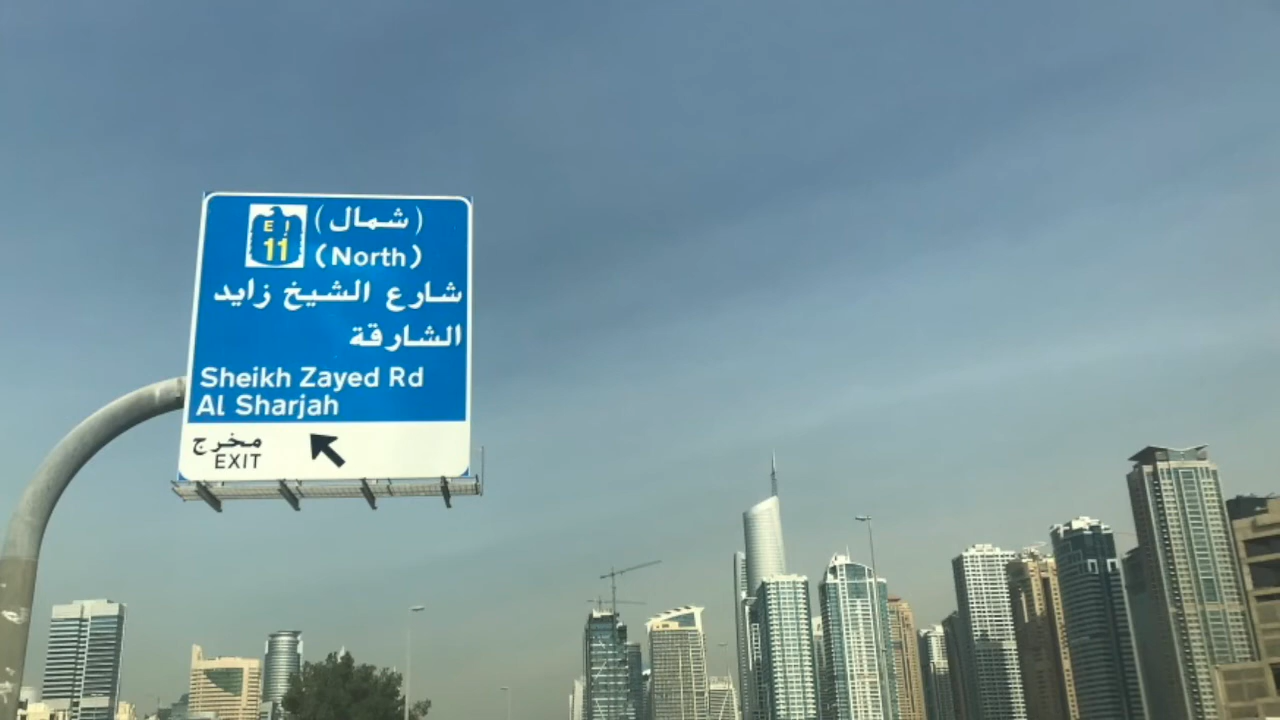 (شمال)
E 11
(North)
شارع الشيخ زايد
الشارقة
Sheikh Zayed Rd
Al Sharjah
مخرج
EXIT